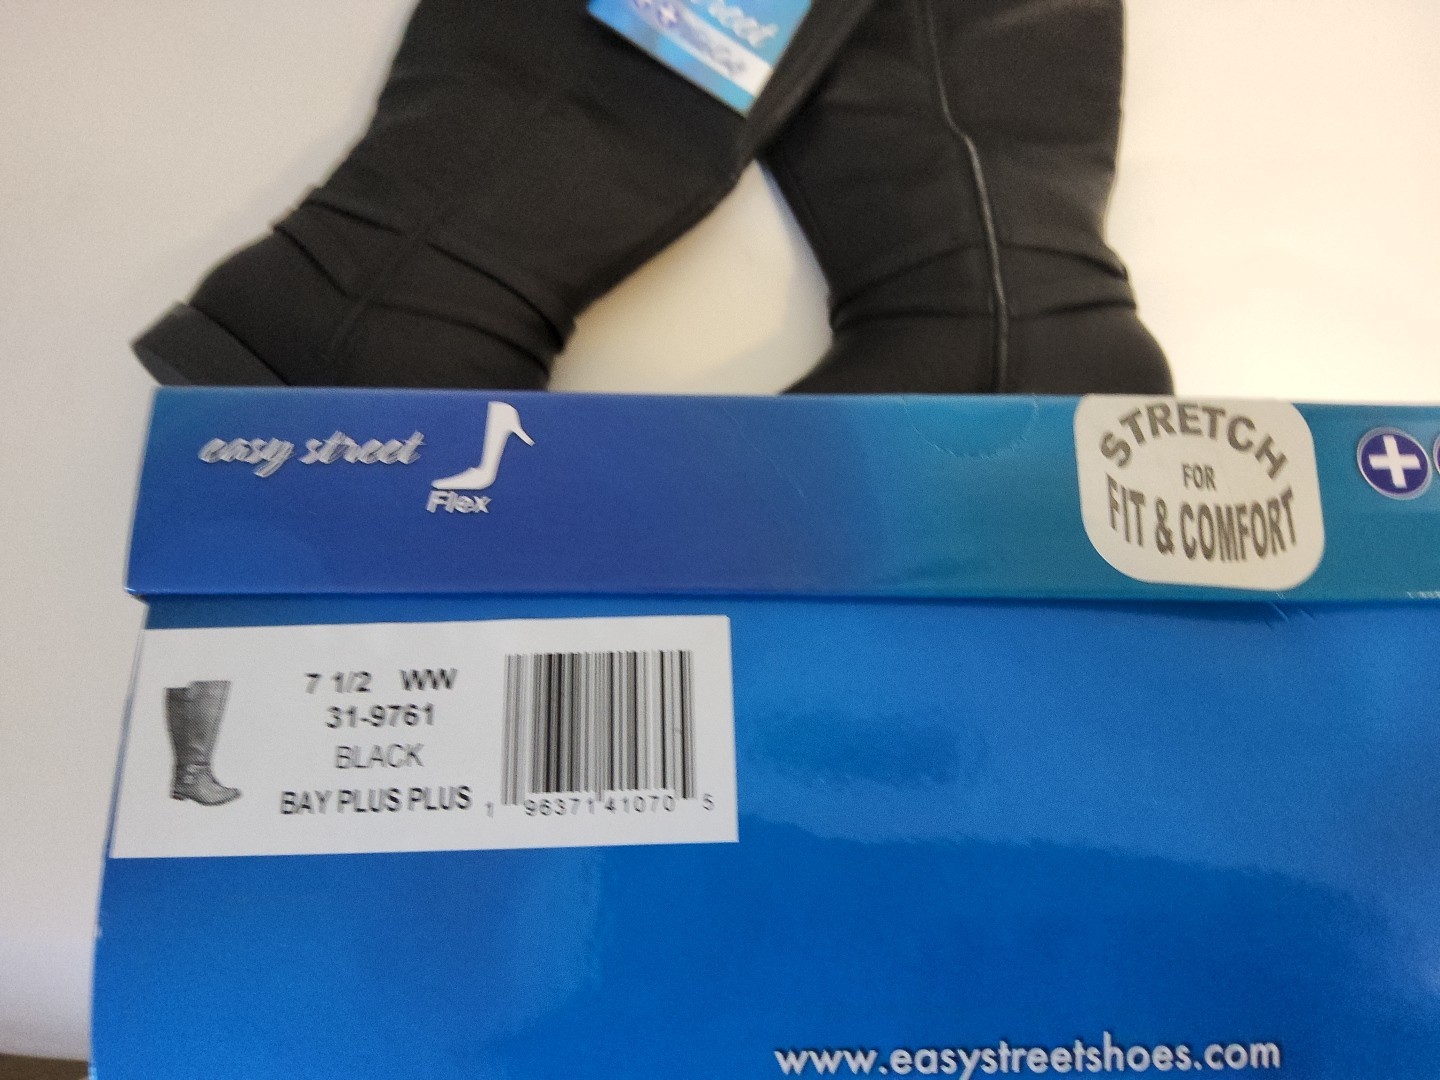 street
easy street
Flex
STRETCH
FOR
FIT & COMFORT
7 1/2 WW
31-9761
BLACK
BAY PLUS PLUS
1 96371 41070 5
www.easystreetshoes.com